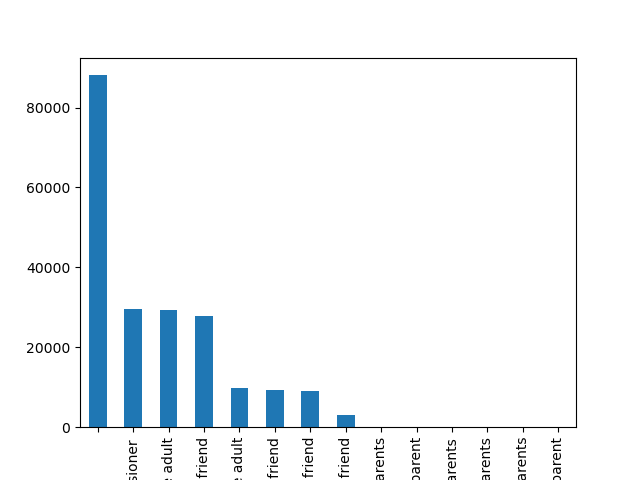 80000
60000
40000
20000
0
sioner
e adult
friend
e adult
friend
friend
friend
arents
parent
arents
arents
arents
parent